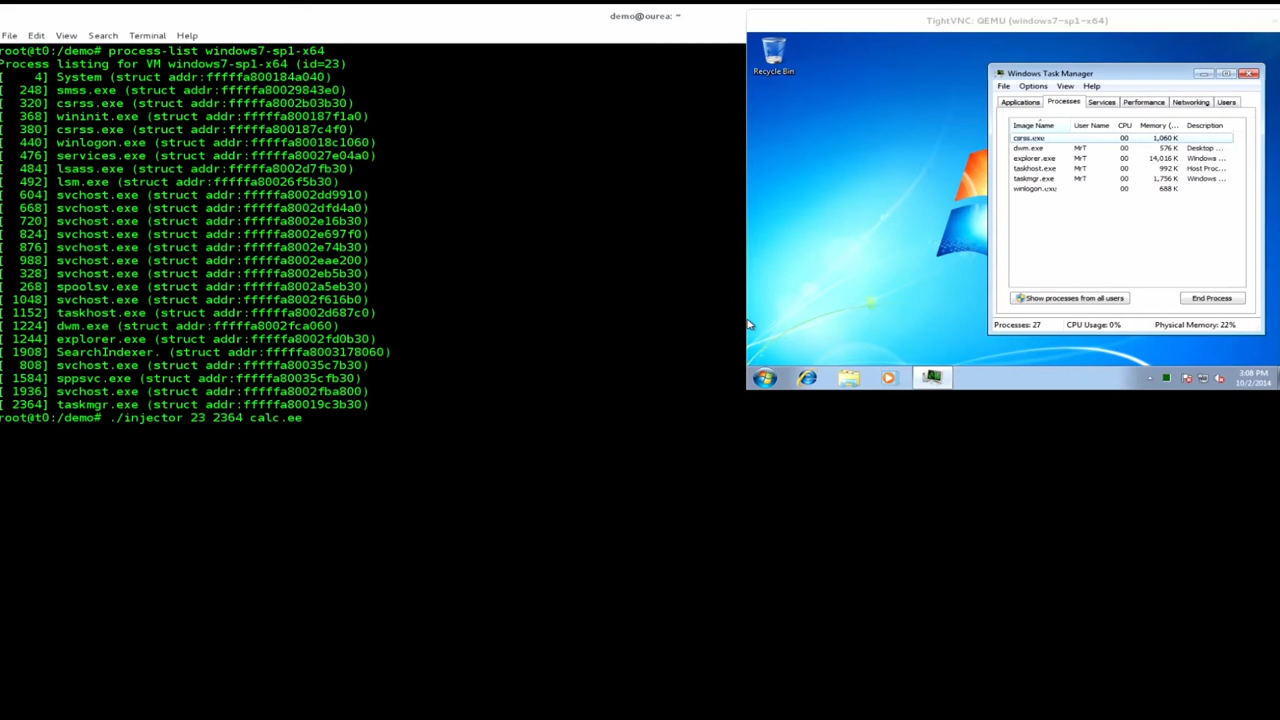 demo@ourea: ~
File Edit View Search Terminal Help
root@t0:/demo# process-list windows7-sp1-x64
Process listing for VM windows7-sp1-x64 (id=23)
[ 4] System (struct addr:fffffa800184a040)
[ 248] smss.exe (struct addr:fffffa80029843e0)
[ 320] csrss.exe (struct addr:fffffa8002b03b30)
[ 368] wininit.exe (struct addr:fffffa800187f1a0)
[ 380] csrss.exe (struct addr:fffffa800187c4f0)
[ 440] winlogon.exe (struct addr:fffffa80018c1060)
[ 476] services.exe (struct addr:fffffa80027e04a0)
[ 484] lsass.exe (struct addr:fffffa8002d7fb30)
[ 492] lsm.exe (struct addr:fffffa80026f5b30)
[ 604] svchost.exe (struct addr:fffffa8002dd9910)
[ 668] svchost.exe (struct addr:fffffa8002dfd4a0)
[ 720] svchost.exe (struct addr:fffffa8002e16b30)
[ 824] svchost.exe (struct addr:fffffa8002e697f0)
[ 876] svchost.exe (struct addr:fffffa8002e74b30)
[ 988] svchost.exe (struct addr:fffffa8002eae200)
[ 328] svchost.exe (struct addr:fffffa8002eb5b30)
[ 268] spoolsv.exe (struct addr:fffffa8002a5eb30)
[ 1048] svchost.exe (struct addr:fffffa8002f616b0)
[ 1152] taskhost.exe (struct addr:fffffa8002d687c0)
[ 1224] dwm.exe (struct addr:fffffa8002fca060)
[ 1244] explorer.exe (struct addr:fffffa8002fd0b30)
[ 1908] SearchIndexer. (struct addr:fffffa8003178060)
[ 808] svchost.exe (struct addr:fffffa80035c7b30)
[ 1584] sppsvc.exe (struct addr:fffffa80035cfb30)
[ 1936] svchost.exe (struct addr:fffffa8002fba800)
[ 2364] taskmgr.exe (struct addr:fffffa80019c3b30)
root@t0:/demo# ./injector 23 2364 calc.ee
TightVNC: QEMU (windows7-sp1-x64)
Recycle Bin
Windows Task Manager
File Options View Help
Applications Processes Services Performance Networking Users
Image Name User Name CPU Memory (... Description
csrss.exe 00 1,060 K
dwm.exe MrT 00 576 K Desktop ...
explorer.exe MrT 00 14,016 K Windows ...
taskhost.exe MrT 00 992 K Host Proc...
taskmgr.exe MrT 00 1,756 K Windows ...
winlogon.exe 00 688 K
Show processes from all users End Process
Processes: 27 CPU Usage: 0% Physical Memory: 22%
3:08 PM
10/2/2014